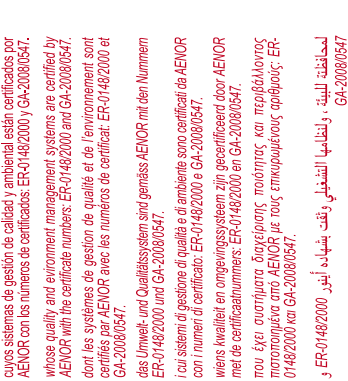 cuyos sistemas de gestión de calidad y ambiental están certificados por
AENOR con los números de certificados: ER-0148/2000 y GA-2008/0547.
whose quality and evironment management systems are certified by
AENOR with the certificate numbers: ER-0148/2000 and GA-2008/0547.
dont les systèmes de gestion de qualité et de l'environnement sont
certifiés par AENOR avec les numéros de certificat: ER-0148/2000 et
GA-2008/0547.
das Umwelt- und Qualitätssystem sind gemäss AENOR mit den Nummern
ER-0148/2000 und GA-2008/0547.
i cui sistemi di gestione di qualità e di ambiente sono certificati da AENOR
con i numeri di certificato: ER-0148/2000 e GA-2008/0547.
wiens kwaliteit en omgevingssysteem zijn gecertificeerd door AENOR
met de certificaatnummers: ER-0148/2000 en GA-2008/0547.
που έχει συστήματα διαχείρισης ποιότητας και περιβάλλοντος
πιστοποιημένα από AENOR με τους επικυρωμένους αριθμούς: ER-
0148/2000 και GA-2008/0547.
لمحافظة للبيئة ، ولنظامها التشغيلي وثقت بشهاده أينور ER-0148/2000 و
GA-2008/0547